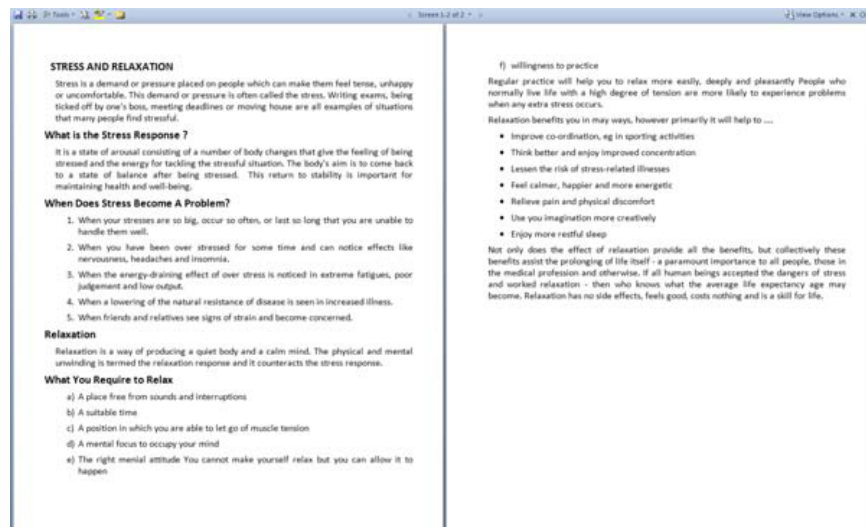 Tools
Screen 1-2 of 2
View Options
STRESS AND RELAXATION
Stress is a demand or pressure placed on people which can make them feel tense, unhappy
or uncomfortable. This demand or pressure is often called the stress. Writing exams, being
ticked off by one's boss, meeting deadlines or moving house are all examples of situations
that many people find stressful.
What is the Stress Response ?
It is a state of arousal consisting of a number of body changes that give the feeling of being
stressed and the energy for tackling the stressful situation. The body's aim is to come back
to a state of balance after being stressed. This return to stability is important for
maintaining health and well-being.
When Does Stress Become A Problem?
1. When your stresses are so big, occur so often, or last so long that you are unable to
handle them well.
2. When you have been over stressed for some time and can notice effects like
nervousness, headaches and insomnia.
3. When the energy-draining effect of over stress is noticed in extreme fatigues, poor
judgement and low output.
4. When a lowering of the natural resistance of disease is seen in increased illness.
5. When friends and relatives see signs of strain and become concerned.
Relaxation
Relaxation is a way of producing a quiet body and a calm mind. The physical and mental
unwinding is termed the relaxation response and it counteracts the stress response.
What You Require to Relax
a) A place free from sounds and interruptions
b) A suitable time
c) A position in which you are able to let go of muscle tension
d) A mental focus to occupy your mind
e) The right menial attitude You cannot make yourself relax but you can allow it to
happen
f) willingness to practice
Regular practice will help you to relax more easily, deeply and pleasantly People who
normally live life with a high degree of tension are more likely to experience problems
when any extra stress occurs.
Relaxation benefits you in may ways, however primarily it will help to ....
• Improve co-ordination, eg in sporting activities
• Think better and enjoy improved concentration
• Lessen the risk of stress-related illnesses
• Feel calmer, happier and more energetic
• Relieve pain and physical discomfort
• Use you imagination more creatively
• Enjoy more restful sleep
Not only does the effect of relaxation provide all the benefits, but collectively these
benefits assist the prolonging of life itself - a paramount importance to all people, those in
the medical profession and otherwise. If all human beings accepted the dangers of stress
and worked relaxation - then who knows what the average life expectancy age may
become. Relaxation has no side effects, feels good, costs nothing and is a skill for life.